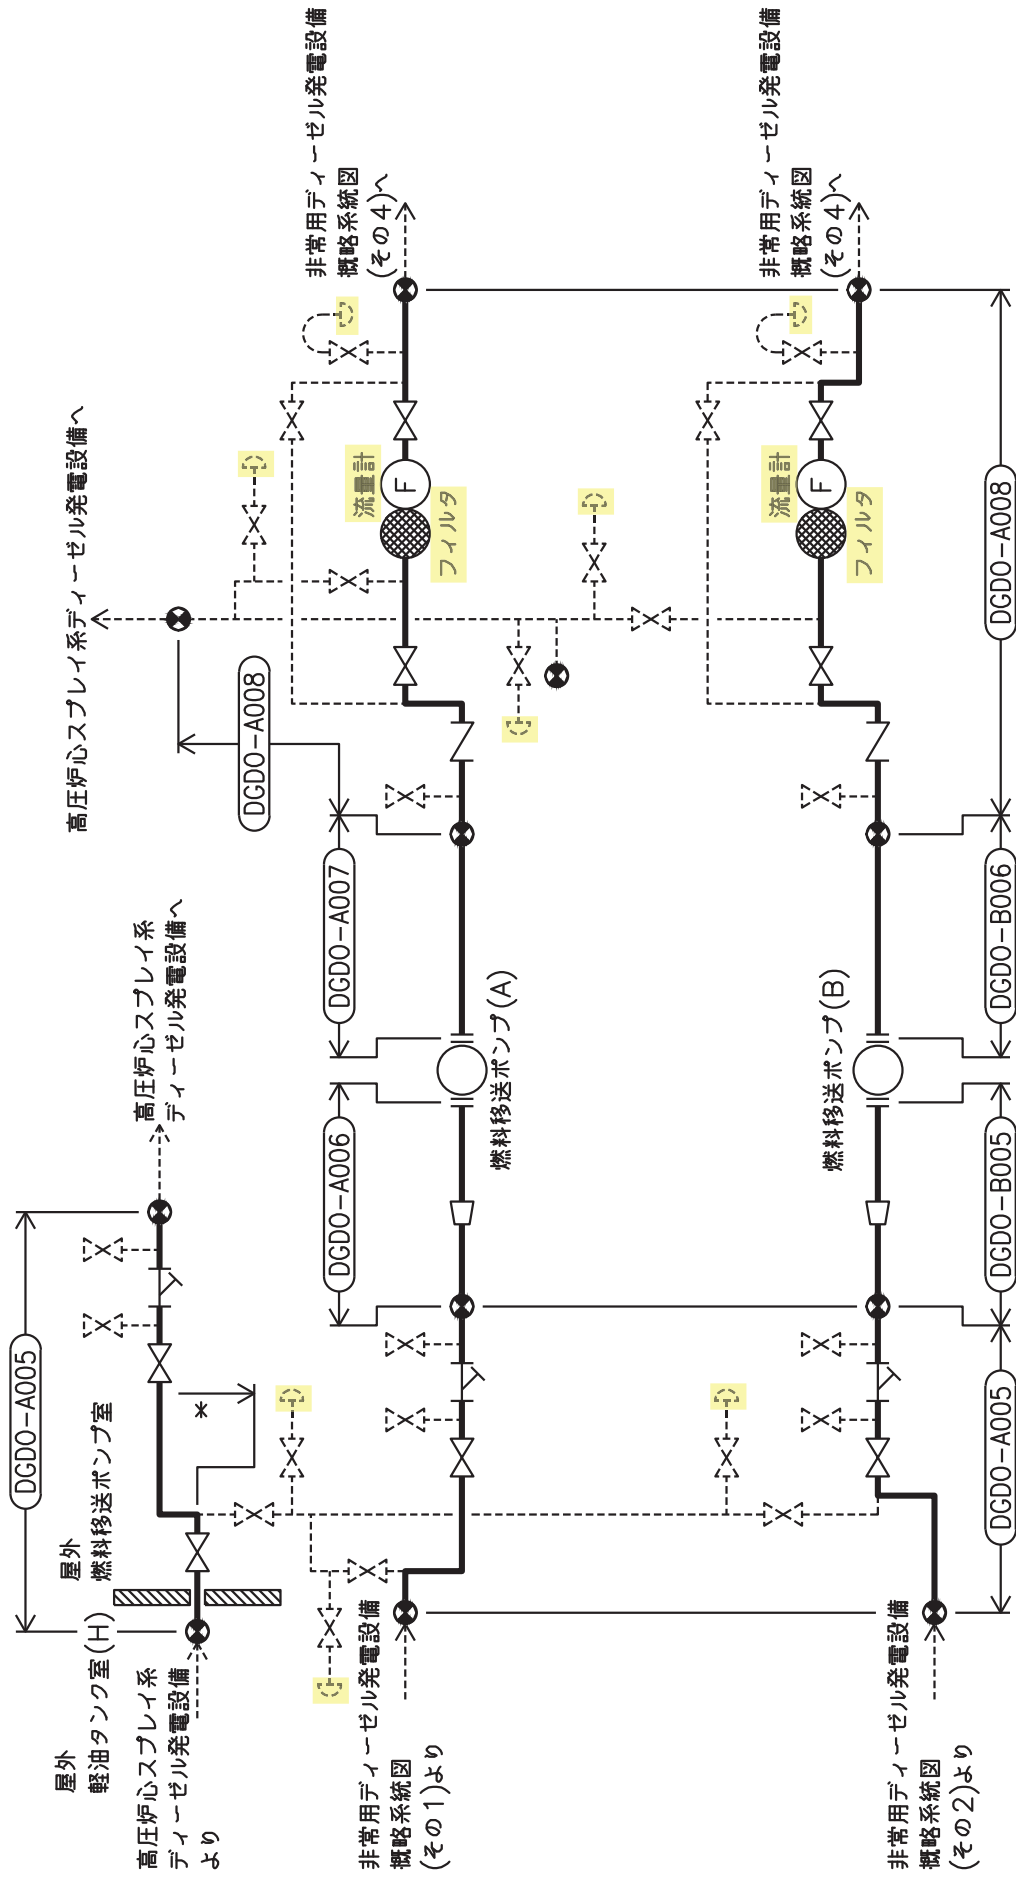 屋外
軽油タンク室(H)
屋外
燃料移送ポンプ室
DGDO-A005
高圧炉心スプレイ系
ディーゼル発電設備
より
*
高圧炉心スプレイ系
ディーゼル発電設備へ
高圧炉心スプレイ系ディーゼル発電設備へ
DGDO-A008
DGDO-A006
DGDO-A007
非常用ディーゼル発電設備
概略系統図
(その1)より
燃料移送ポンプ(A)
流量計
F
フィルタ
非常用ディーゼル発電設備
概略系統図
(その4)へ
非常用ディーゼル発電設備
概略系統図
(その2)より
燃料移送ポンプ(B)
流量計
F
フィルタ
非常用ディーゼル発電設備
概略系統図
(その4)へ
DGDO-A005
DGDO-B005
DGDO-B006
DGDO-A008